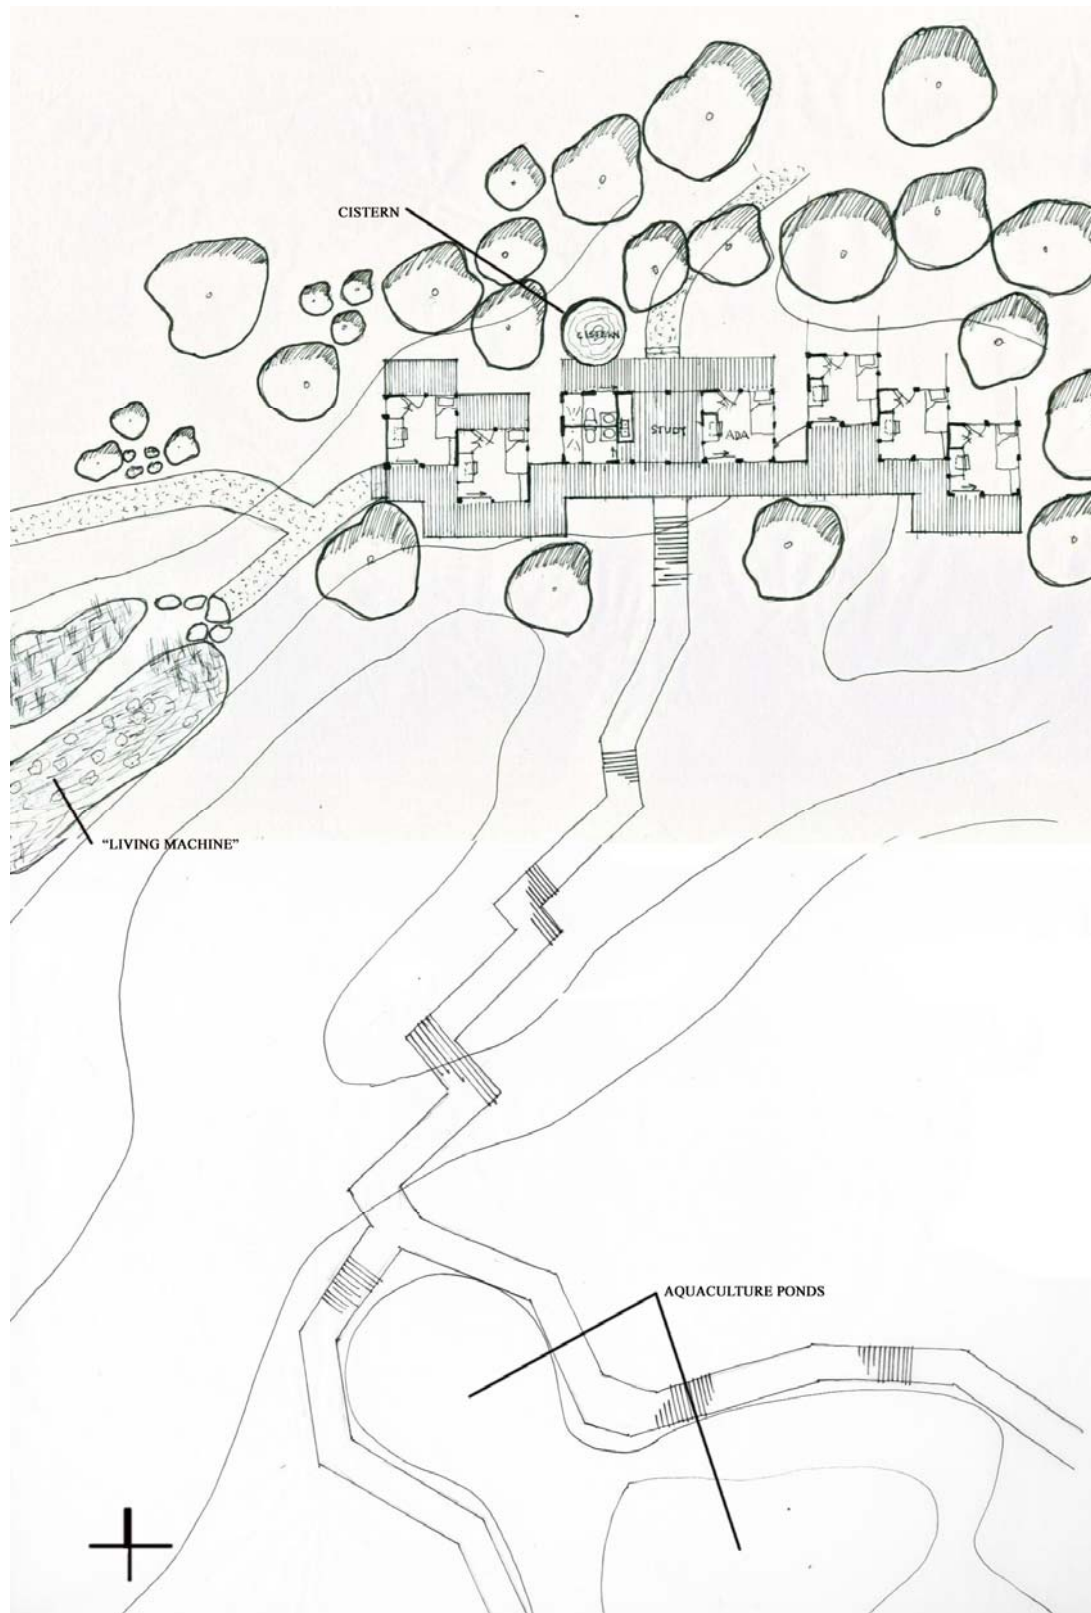 CISTERN
CISTERN
STUDY
ADA
"LIVING MACHINE"
AQUACULTURE PONDS